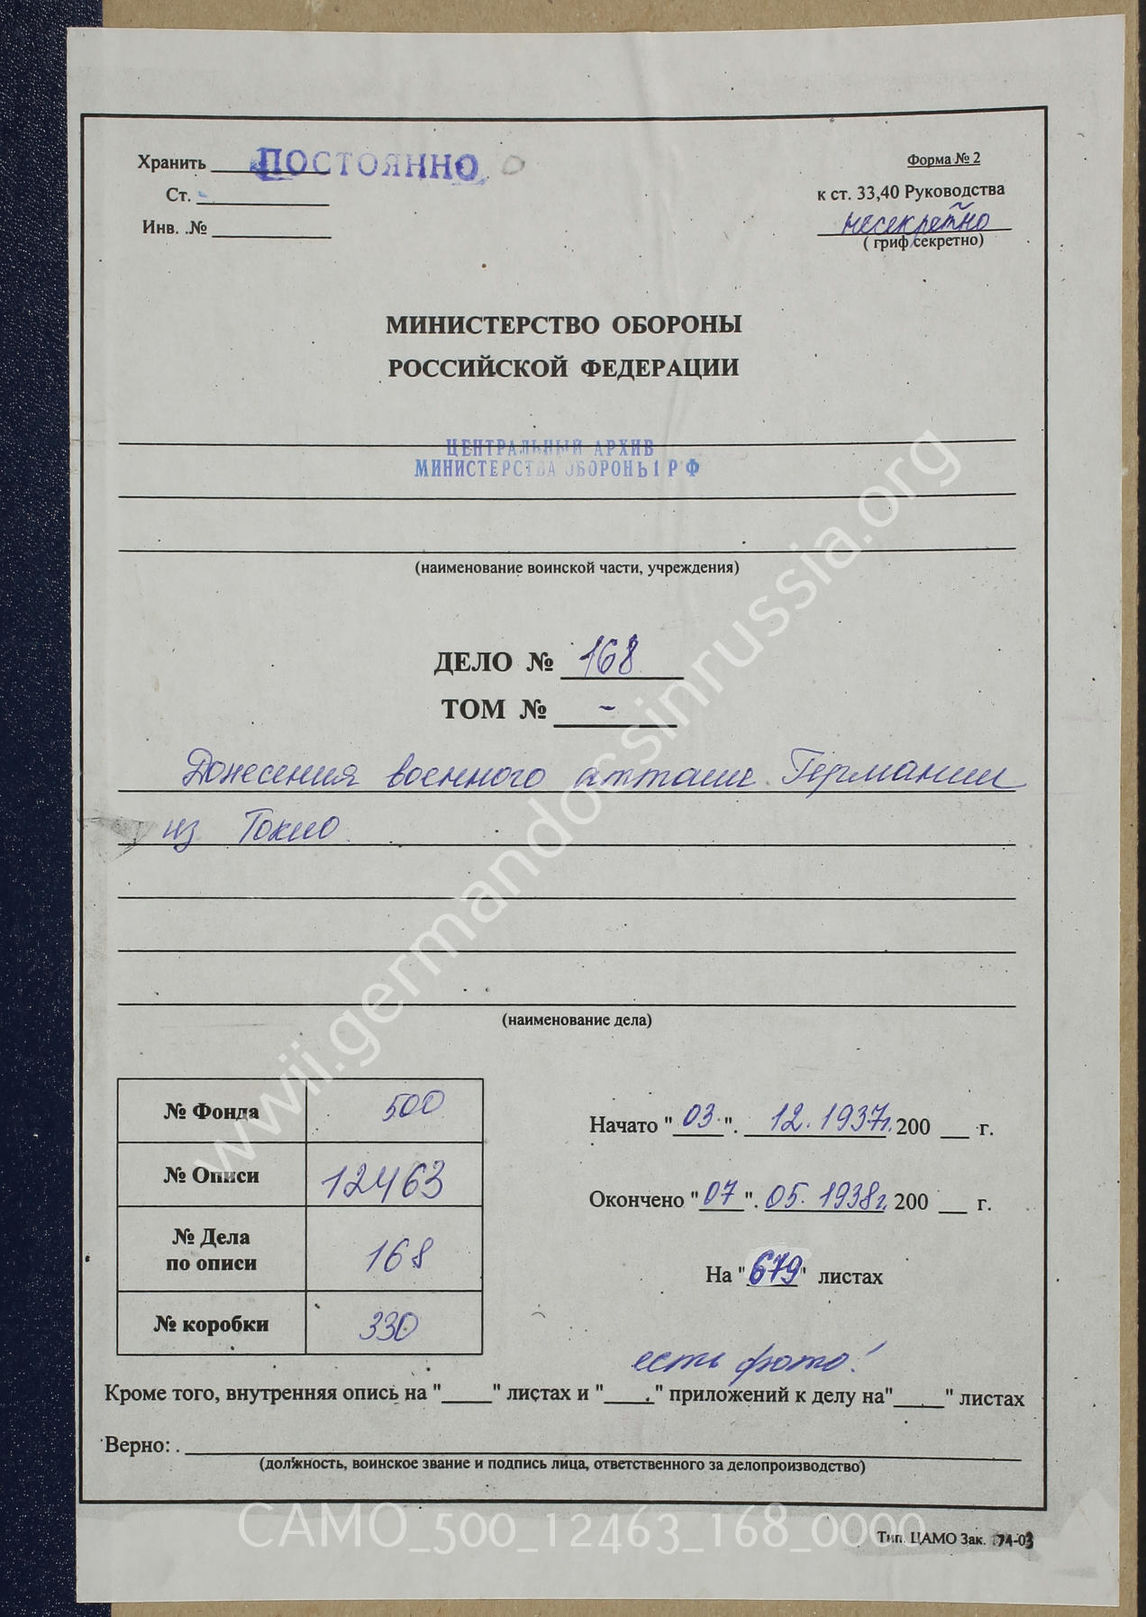 Хранить ПОСТОЯННО
Форма № 2
Ст.
к ст. 33,40 Руководства
Инв. №
несекретно
( гриф секретно)
МИНИСТЕРСТВО ОБОРОНЫ
РОССИЙСКОЙ ФЕДЕРАЦИИ
ЦЕНТРАЛЬНЫЙ АРХИВ
МИНИСТЕРСТВА ОБОРОНЫ РФ
(наименование воинской части, учреждения)
ДЕЛО № 168
ТОМ № -
Донесения военного атташе Германии
из Токио
(наименование дела)
№ Фонда 500
№ Описи 12463
№ Дела
по описи 168
№ коробки 330
Начато "03". 12. 1937г. 200 __ г.
Окончено "07". 05. 1938г. 200 __ г.
На "679" листах
есть фото!
Кроме того, внутренняя опись на "____" листах и "____" приложений к делу на"____" листах
Верно:
(должность, воинское звание и подпись лица, ответственного за делопроизводство)
Тип. ЦАМО Зак. 174-03
CAMO_500_12463_168_0000
wwii.germandocsinrussia.org